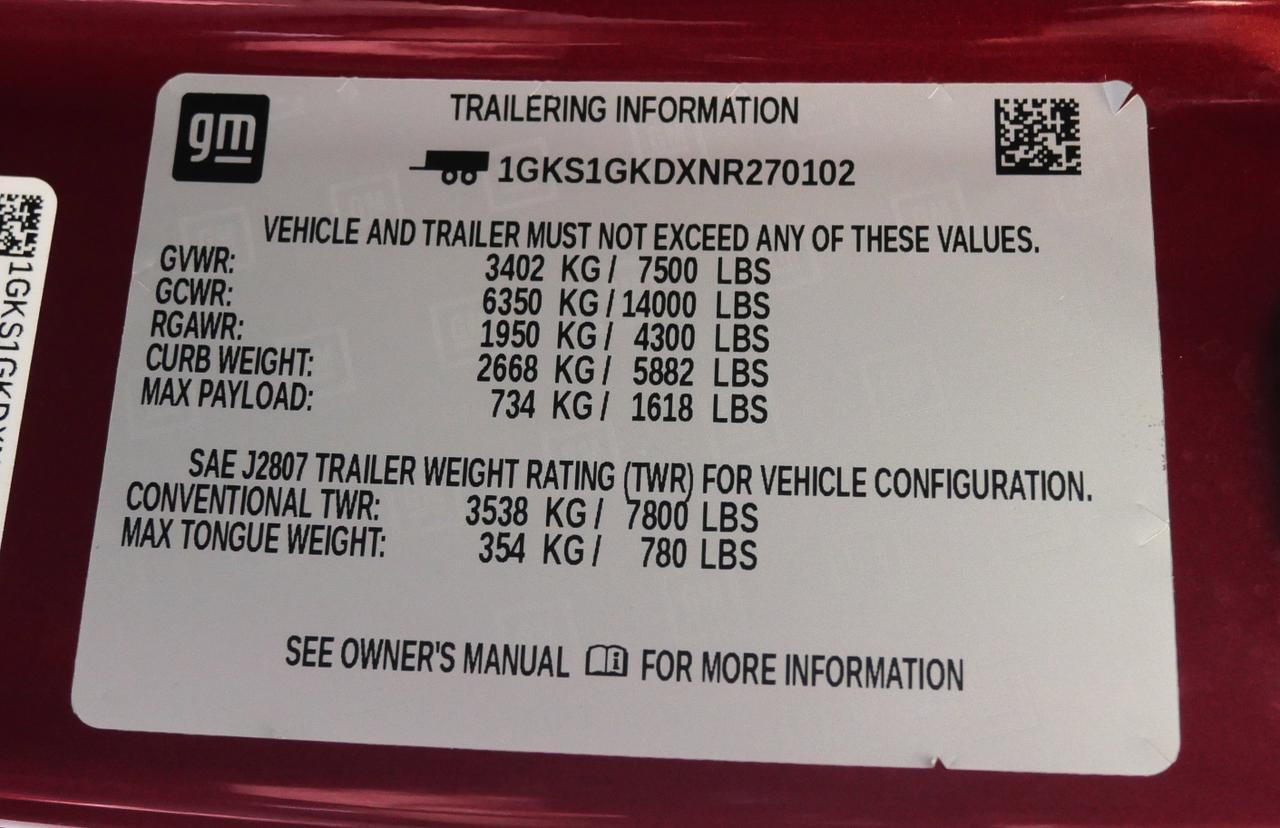 gm
TRAILERING INFORMATION
1GKS1GKDXNR270102
VEHICLE AND TRAILER MUST NOT EXCEED ANY OF THESE VALUES.
GVWR: 3402 KG / 7500 LBS
GCWR: 6350 KG / 14000 LBS
RGAWR: 1950 KG / 4300 LBS
CURB WEIGHT: 2668 KG / 5882 LBS
MAX PAYLOAD: 734 KG / 1618 LBS
SAE J2807 TRAILER WEIGHT RATING (TWR) FOR VEHICLE CONFIGURATION.
CONVENTIONAL TWR: 3538 KG / 7800 LBS
MAX TONGUE WEIGHT: 354 KG / 780 LBS
SEE OWNER'S MANUAL i FOR MORE INFORMATION
1GKS1GKDX